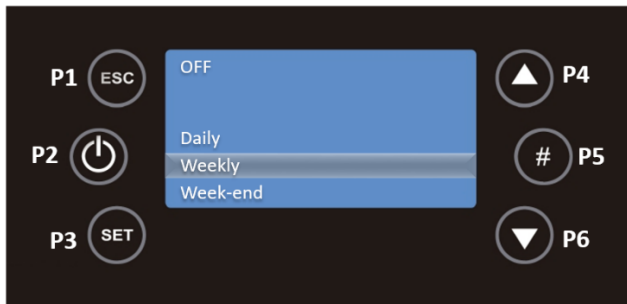 OFF
P1 ESC
P4
Daily
P2
Weekly
# P5
Week-end
P3 SET
P6